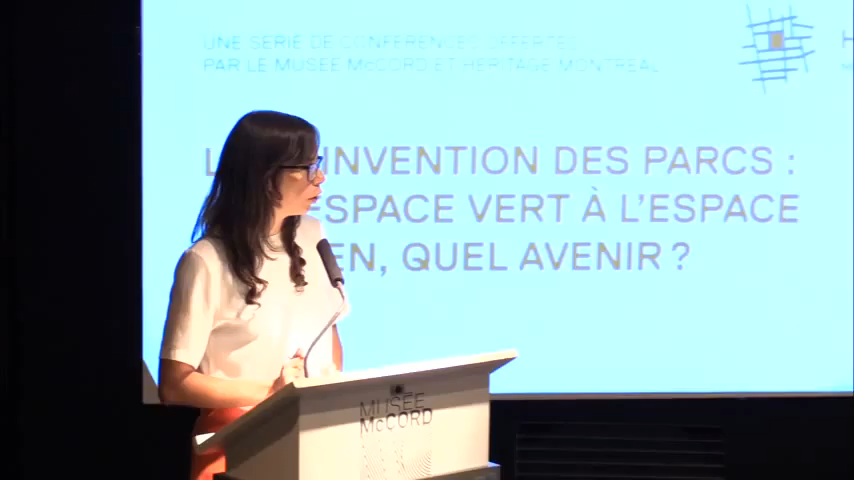 UNE SÉRIE DE CONFÉRENCES OFFERTES
PAR LE MUSÉE McCORD ET HÉRITAGE MONTRÉAL
H
L INVENTION DES PARCS :
ESPACE VERT À L'ESPACE
EN, QUEL AVENIR ?
MUSÉE
McCORD